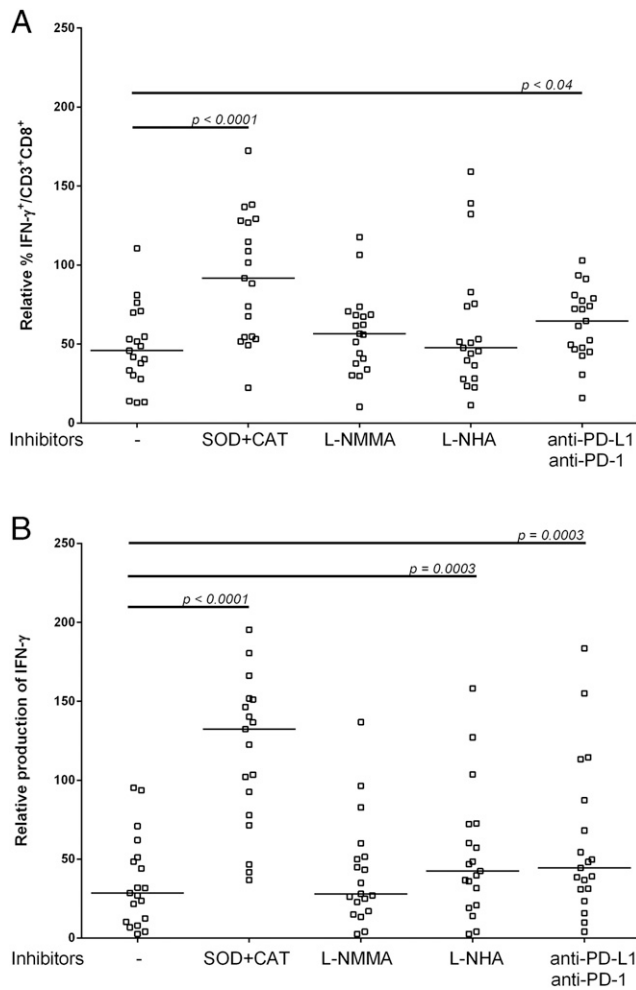 A
250
p < 0.04
200
p < 0.0001
150
100
50
0
Relative % IFN-γ⁺/CD3⁺CD8⁺
Inhibitors - SOD+CAT L-NMMA L-NHA anti-PD-L1
anti-PD-1
B
250
p = 0.0003
p = 0.0003
200
p < 0.0001
150
100
50
0
Relative production of IFN-γ
Inhibitors - SOD+CAT L-NMMA L-NHA anti-PD-L1
anti-PD-1